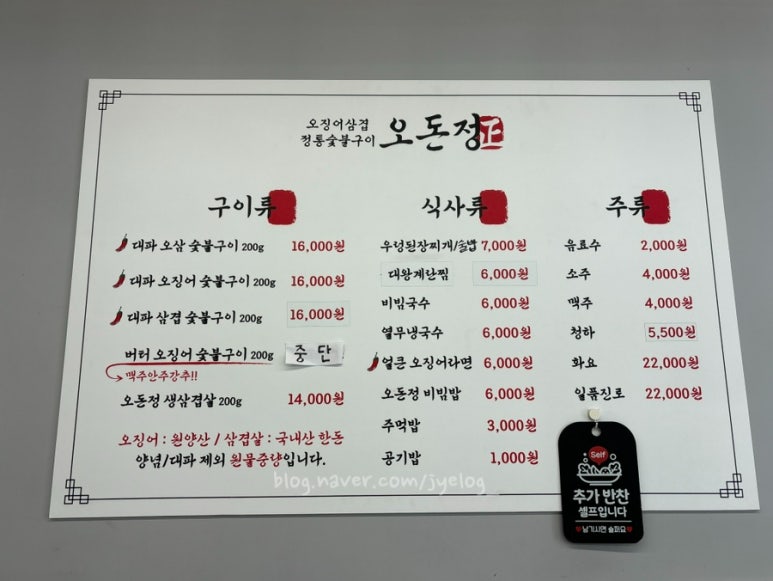 오징어삼겹
정통숯불구이 오돈정 正
구이류
대파 오삼 숯불구이 200g 16,000원
대파 오징어 숯불구이 200g 16,000원
대파 삼겹 숯불구이 200g 16,000원
버터 오징어 숯불구이 200g 중 단!
맥주안주강추!!
오돈정 생삼겹살 200g 14,000원
오징어 : 원양산 / 삼겹살 : 국내산 한돈
양념/대파 제외 원물중량입니다.
식사류
우렁된장찌개/술밥 7,000원
대왕계란찜 6,000원
비빔국수 6,000원
열무냉국수 6,000원
얼큰 오징어라면 6,000원
오돈정 비빔밥 6,000원
주먹밥 3,000원
공기밥 1,000원
주류
음료수 2,000원
소주 4,000원
맥주 4,000원
청하 5,500원
화요 22,000원
일품진로 22,000원
Self
추가 반찬
셀프입니다
남기시면 슬퍼요
blog.naver.com/jyelog_